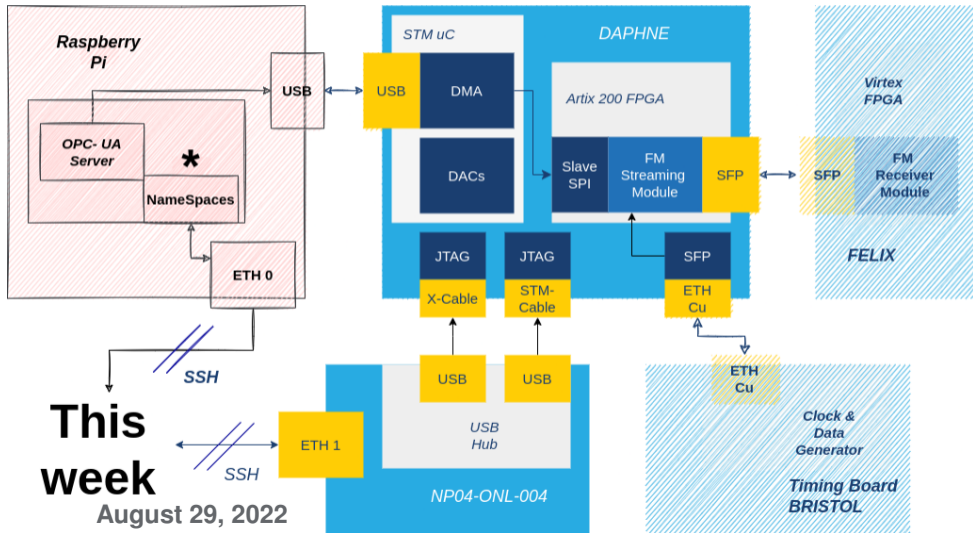 Raspberry
Pi
OPC- UA
Server
*
NameSpaces
USB
ETH 0
SSH
This
week
August 29, 2022
STM uC
DAPHNE
USB
DMA
DACs
Artix 200 FPGA
Slave
SPI
FM
Streaming
Module
SFP
JTAG
X-Cable
JTAG
STM-
Cable
SFP
ETH
Cu
Virtex
FPGA
SFP
FM
Receiver
Module
FELIX
USB
USB
USB
Hub
ETH 1
SSH
NP04-ONL-004
ETH
Cu
Clock &
Data
Generator
Timing Board
BRISTOL